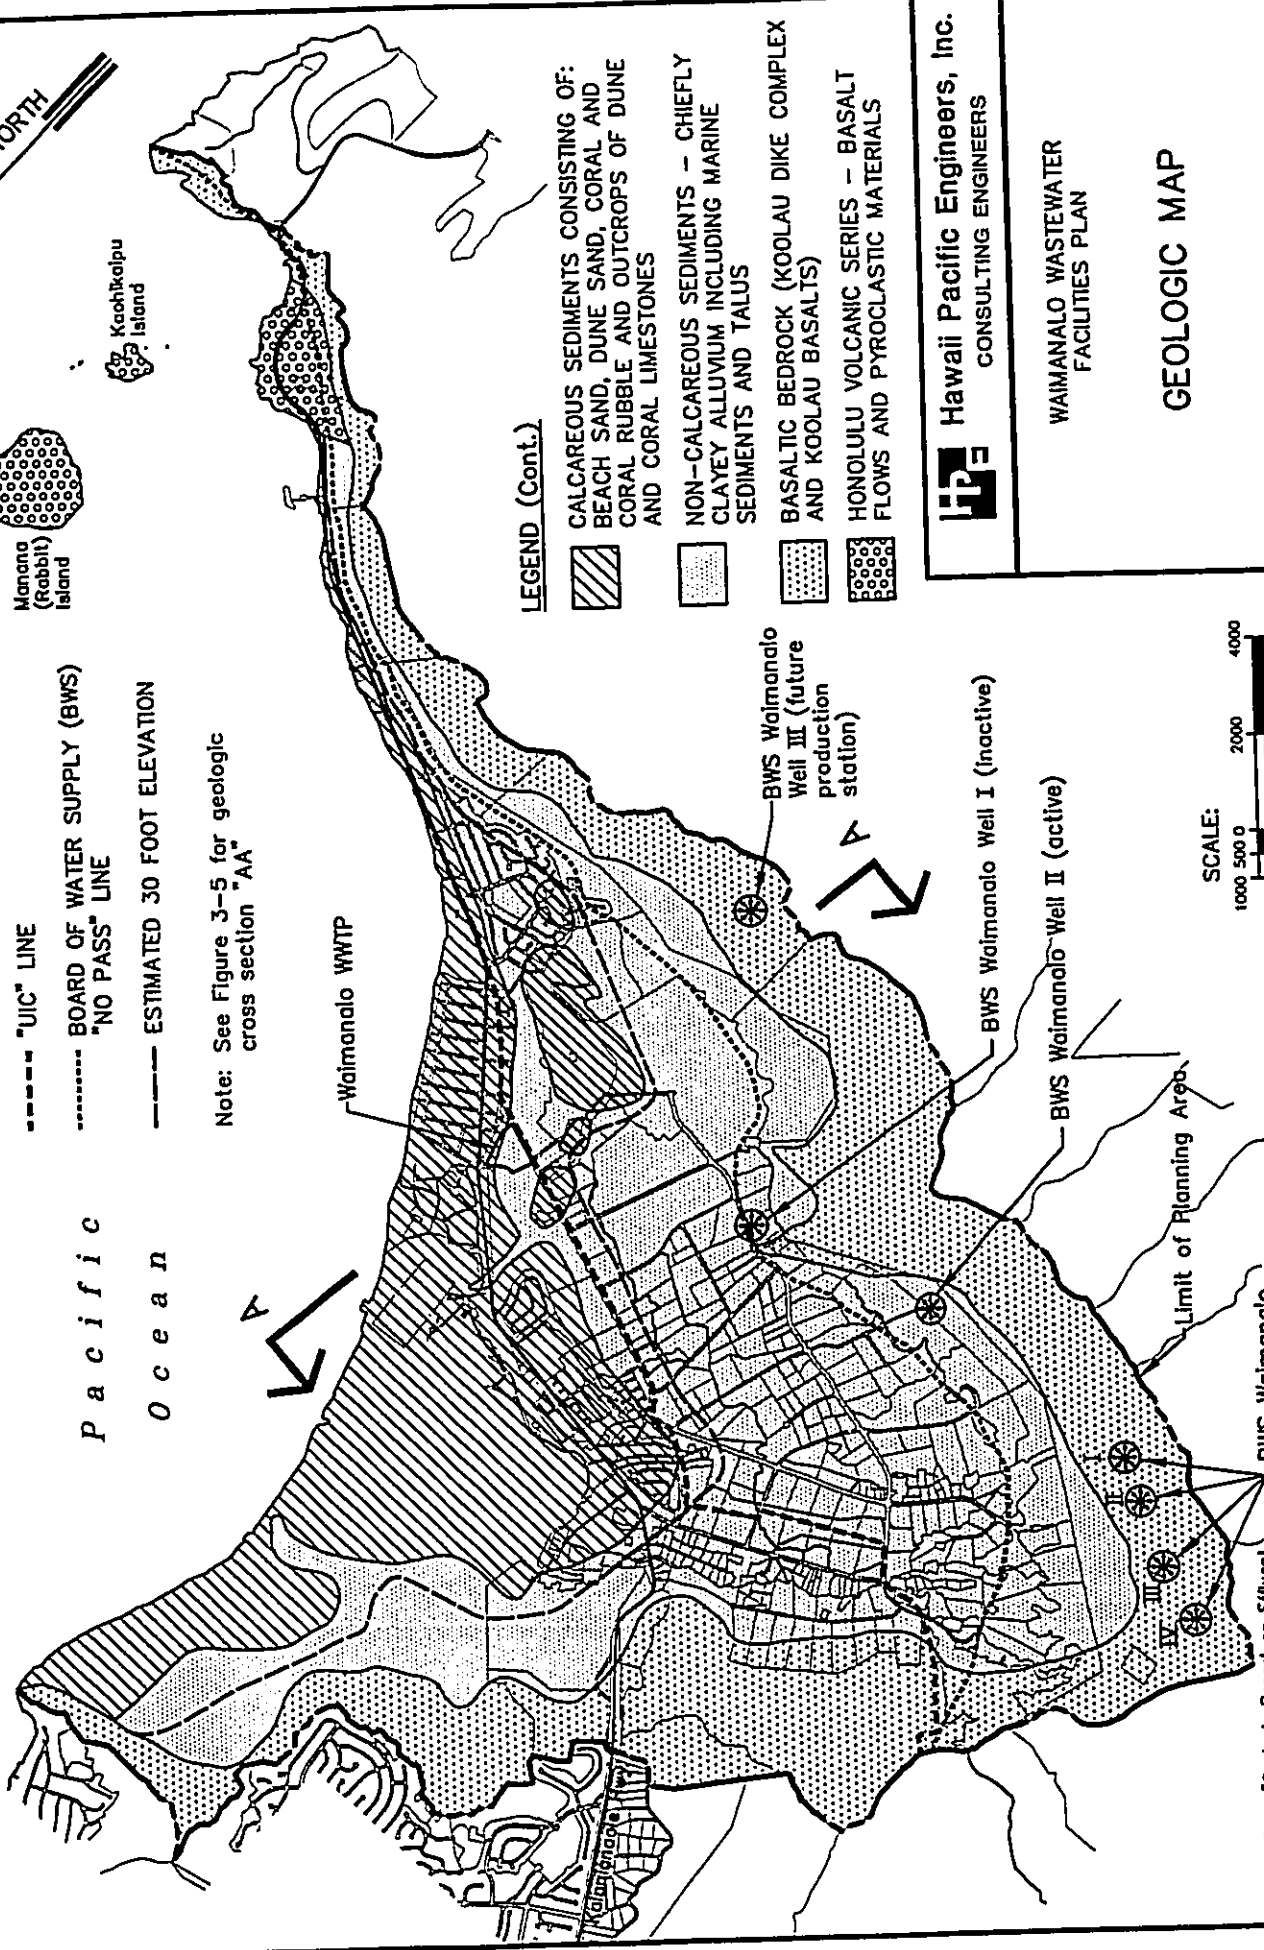 NORTH
"UIC" LINE
BOARD OF WATER SUPPLY (BWS)
"NO PASS" LINE
ESTIMATED 30 FOOT ELEVATION
Note: See Figure 3-5 for geologic
cross section "AA"
Pacific
Ocean
Manana
(Rabbit)
Island
Kaohikaipu
Island
Waimanalo WWTP
A
A
LEGEND (Cont.)
CALCAREOUS SEDIMENTS CONSISTING OF:
BEACH SAND, DUNE SAND, CORAL AND
CORAL RUBBLE AND OUTCROPS OF DUNE
AND CORAL LIMESTONES
NON-CALCAREOUS SEDIMENTS - CHIEFLY
CLAYEY ALLUVIUM INCLUDING MARINE
SEDIMENTS AND TALUS
BASALTIC BEDROCK (KOOLAU DIKE COMPLEX
AND KOOLAU BASALTS)
HONOLULU VOLCANIC SERIES - BASALT
FLOWS AND PYROCLASTIC MATERIALS
BWS Waimanalo
Well III (future
production
station)
BWS Waimanalo Well I (inactive)
BWS Waimanalo Well II (active)
Limit of Planning Area
I
II
III
IV
BWS Waimanalo
SCALE:
1000 500 0 2000 4000
HPE Hawaii Pacific Engineers, Inc.
CONSULTING ENGINEERS
WAIMANALO WASTEWATER
FACILITIES PLAN
GEOLOGIC MAP